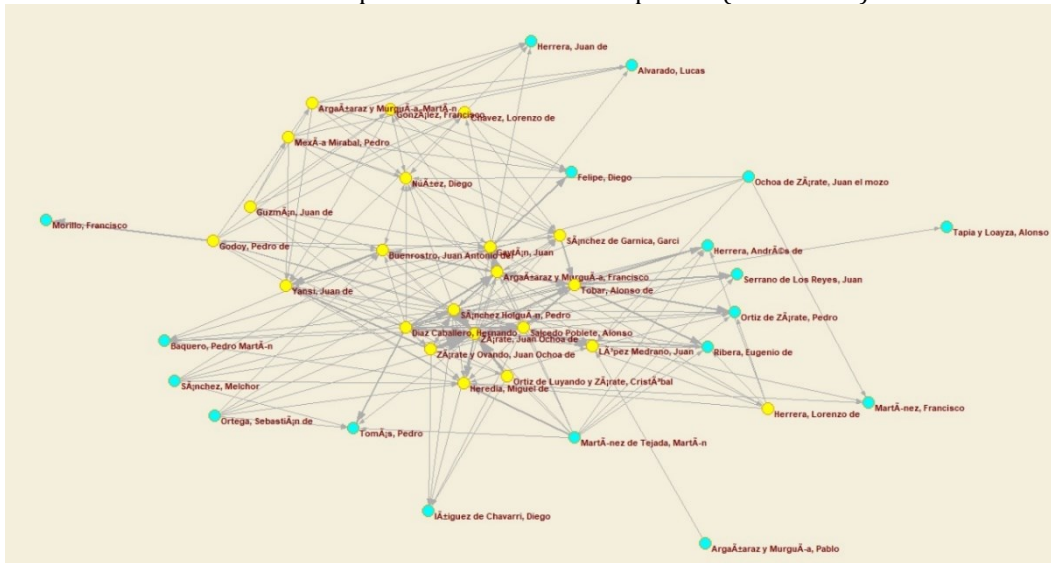 Herrera, Juan de
Alvarado, Lucas
ArgaÃ±araz y MurguÃ-a, MartÃ-n
GonzÃ¡lez, Francisco
Chavez, Lorenzo de
MexÃ-a Mirabal, Pedro
NuÃ±ez, Diego
Felipe, Diego
Ochoa de ZÃ¡rate, Juan el mozo
GuzmÃ¡n, Juan de
Morillo, Francisco
Tapia y Loayza, Alonso
Godoy, Pedro de
SÃ¡nchez de Garnica, Garci
Herrera, AndrÃ©s de
Buenrostro, Juan Antonio de
Juan
ArgaÃ±araz y MurguÃ-a, Francisco
Serrano de Los Reyes, Juan
Yansi, Juan de
Tobar, Alonso de
SÃ¡nchez HolguÃ-n, Pedro
Ortiz de ZÃ¡rate, Pedro
Diaz Caballero, Hernando
Salcedo Poblete, Alonso
ZÃ¡rate, Juan Ochoa de
Baquero, Pedro MartÃ-n
ZÃ¡rate y Ovando, Juan Ochoa de
LÃ³pez Medrano, Juan
Ribera, Eugenio de
SÃ¡nchez, Melchor
Ortiz de Luyando y ZÃ¡rate, CristÃ³bal
Heredia, Miguel de
MartÃ-nez, Francisco
Herrera, Lorenzo de
Ortega, SebastiÃ¡n de
TomÃ¡s, Pedro
MartÃ-nez de Tejada, MartÃ-n
IÃ±iguez de Chavarri, Diego
ArgaÃ±araz y MurguÃ-a, Pablo